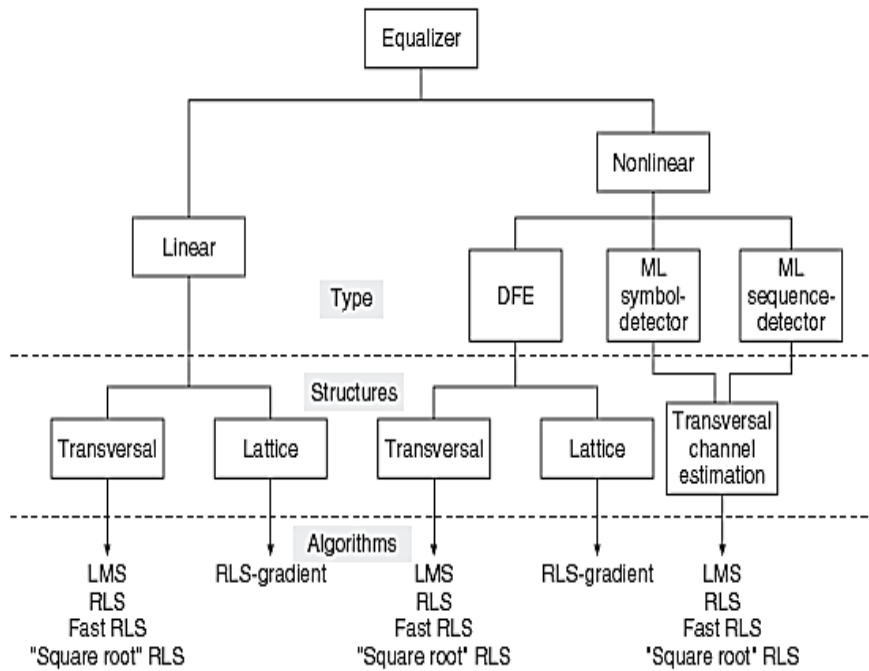 Equalizer
Nonlinear
Linear
Type
DFE
ML
symbol-
detector
ML
sequence-
detector
Structures
Transversal
Lattice
Transversal
Lattice
Transversal
channel
estimation
Algorithms
LMS
RLS
Fast RLS
"Square root" RLS
RLS-gradient
LMS
RLS
Fast RLS
"Square root" RLS
RLS-gradient
LMS
RLS
Fast RLS
"Square root" RLS